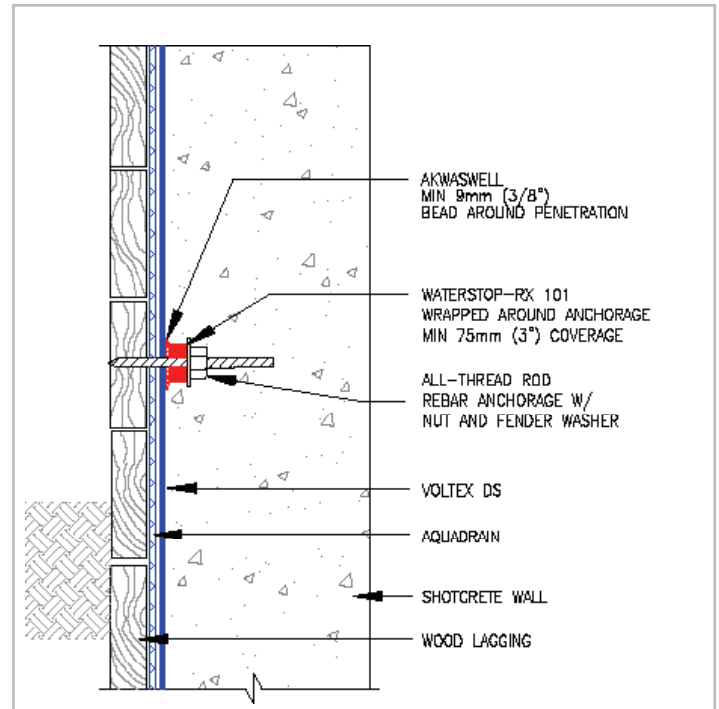 AKWASWELL
MIN 9mm (3/8")
BEAD AROUND PENETRATION
WATERSTOP-RX 101
WRAPPED AROUND ANCHORAGE
MIN 75mm (3") COVERAGE
ALL-THREAD ROD
REBAR ANCHORAGE W/
NUT AND FENDER WASHER
VOLTEX DS
AQUADRAIN
SHOTCRETE WALL
WOOD LAGGING